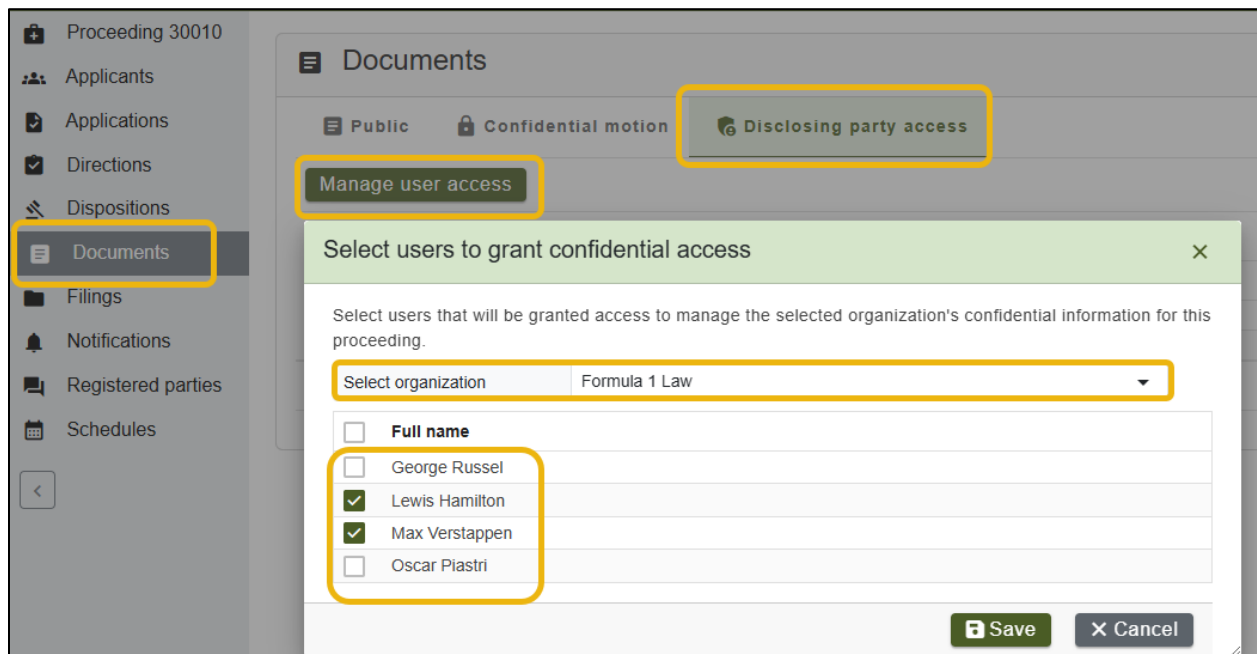 Proceeding 30010
Applicants
Applications
Directions
Dispositions
Documents
Filings
Notifications
Registered parties
Schedules
Documents
Public Confidential motion Disclosing party access
Manage user access
Select users to grant confidential access
Select users that will be granted access to manage the selected organization's confidential information for this
proceeding.
Select organization Formula 1 Law
Full name
George Russel
Lewis Hamilton
Max Verstappen
Oscar Piastri
Save Cancel